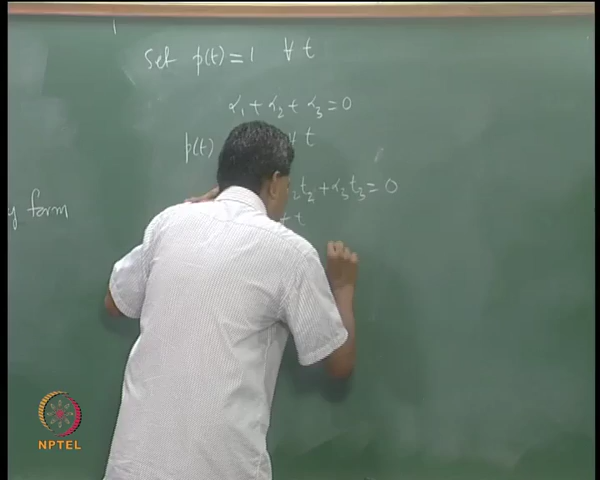 Set p(t) = 1 ∀ t
α₁ + α₂ + α₃ = 0
p(t) ∀ t
₂t₂ + α₃t₃ = 0
y form
∀ t
NPTEL